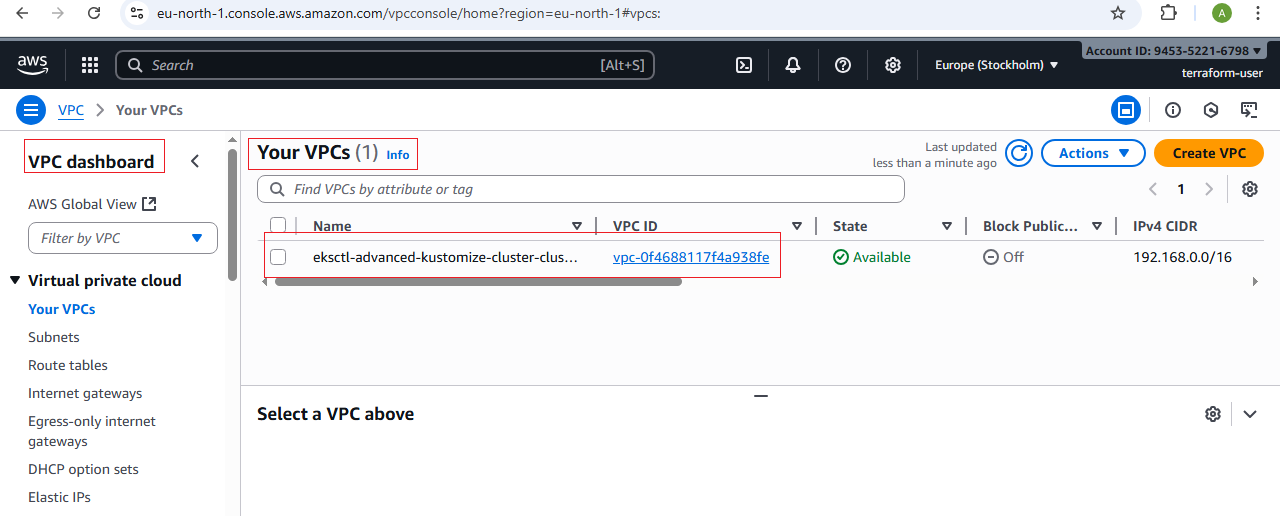 eu-north-1.console.aws.amazon.com/vpcconsole/home?region=eu-north-1#vpcs:
A
aws
Search
[Alt+S]
Europe (Stockholm)
Account ID: 9453-5221-6798
terraform-user
VPC
Your VPCs
VPC dashboard
AWS Global View
Filter by VPC
Virtual private cloud
Your VPCs
Subnets
Route tables
Internet gateways
Egress-only internet
gateways
DHCP option sets
Elastic IPs
Your VPCs (1) Info
Last updated
less than a minute ago
Actions
Create VPC
Find VPCs by attribute or tag
1
Name VPC ID State Block Public... IPv4 CIDR
eksctl-advanced-kustomize-cluster-clus... vpc-0f4688117f4a938fe Available Off 192.168.0.0/16
Select a VPC above